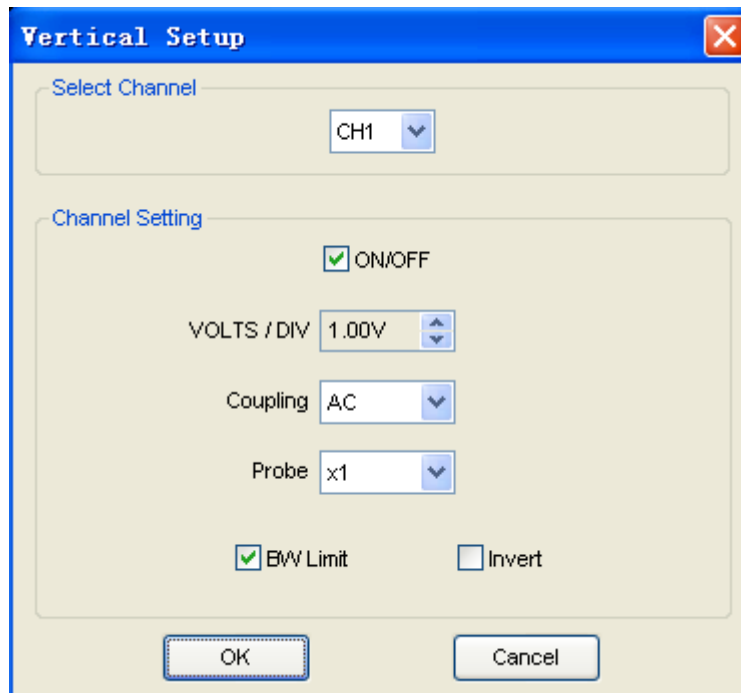 Vertical Setup
Select Channel
CH1
Channel Setting
ON/OFF
VOLTS / DIV 1.00V
Coupling AC
Probe x1
BW Limit Invert
OK Cancel